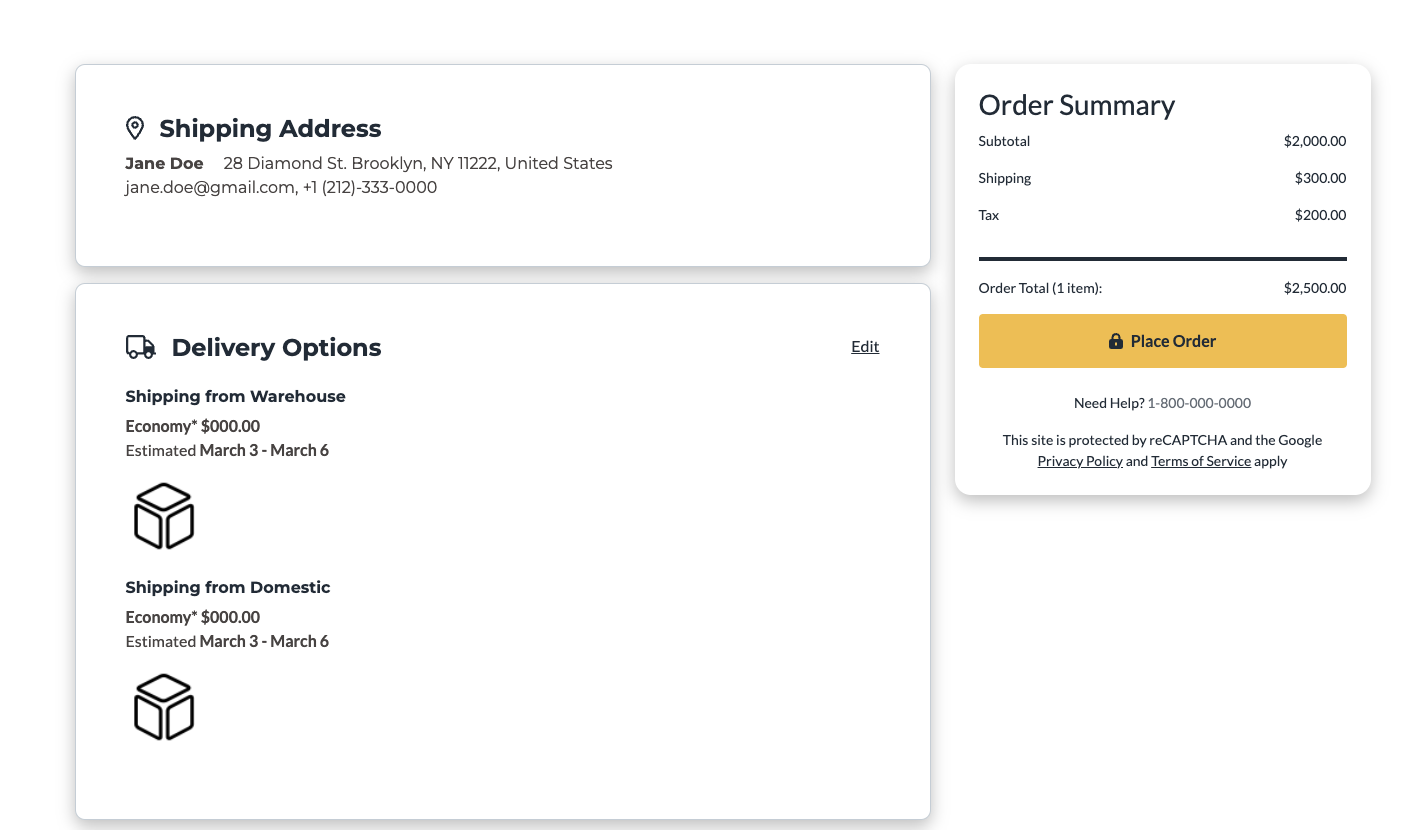 Shipping Address
Jane Doe 28 Diamond St. Brooklyn, NY 11222, United States
jane.doe@gmail.com, +1 (212)-333-0000
Delivery Options Edit
Shipping from Warehouse
Economy* $000.00
Estimated March 3 - March 6
Shipping from Domestic
Economy* $000.00
Estimated March 3 - March 6
Order Summary
Subtotal $2,000.00
Shipping $300.00
Tax $200.00
Order Total (1 item): $2,500.00
Place Order
Need Help? 1-800-000-0000
This site is protected by reCAPTCHA and the Google
Privacy Policy and Terms of Service apply